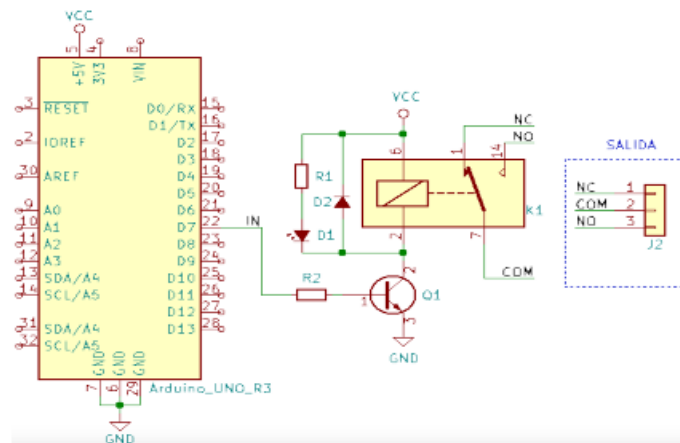 VCC
5
4
8
+5V
3V3
VIN
3 RESET D0/RX 15
D1/TX 16
2 IOREF D2 17
D3 18
30 AREF D4 19
D5 20
9 A0 D6 21
10 A1 D7 22 IN
11 A2 D8 23
12 A3 D9 24
13 SDA/A4 D10 25
14 SCL/A5 D11 26
D12 27
31 SDA/A4 D13 28
32 SCL/A5
GND
GND
GND
7
6
29
Arduino_UNO_R3
GND
VCC
NC
NO
6
1
14
R1
D2
D1
K1
2
7
COM
R2
1
2
Q1
3
GND
SALIDA
NC 1
COM 2
NO 3
J2